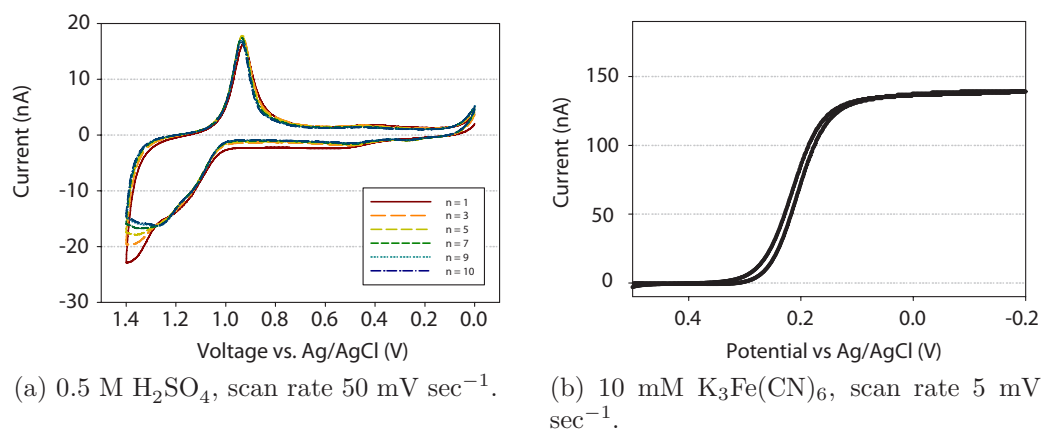 20
10
0
-10
-20
-30
Current (nA)
n = 1
n = 3
n = 5
n = 7
n = 9
n = 10
1.4 1.2 1.0 0.8 0.6 0.4 0.2 0.0
Voltage vs. Ag/AgCl (V)
(a) 0.5 M H₂SO₄, scan rate 50 mV sec⁻¹.
150
100
50
0
Current (nA)
0.4 0.2 0.0 -0.2
Potential vs Ag/AgCl (V)
(b) 10 mM K₃Fe(CN)₆, scan rate 5 mV
sec⁻¹.